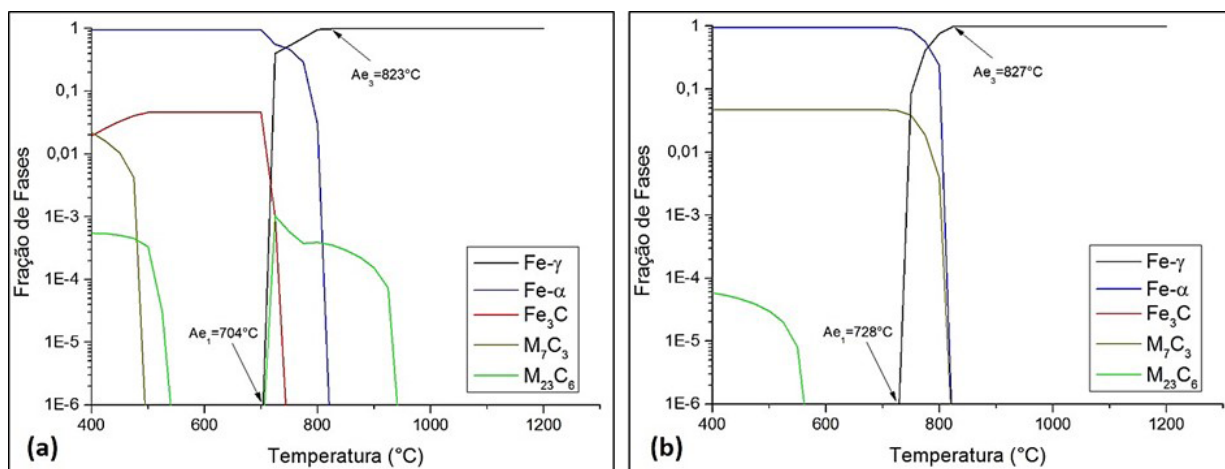 1
0,1
0,01
1E-3
1E-4
1E-5
1E-6
Fração de Fases
Ae3=823°C
Ae1=704°C
Fe-γ
Fe-α
Fe3C
M7C3
M23C6
400 600 800 1000 1200
Temperatura (°C)
(a)
1
0,1
0,01
1E-3
1E-4
1E-5
1E-6
Fração de Fases
Ae3=827°C
Ae1=728°C
Fe-γ
Fe-α
Fe3C
M7C3
M23C6
400 600 800 1000 1200
Temperatura (°C)
(b)